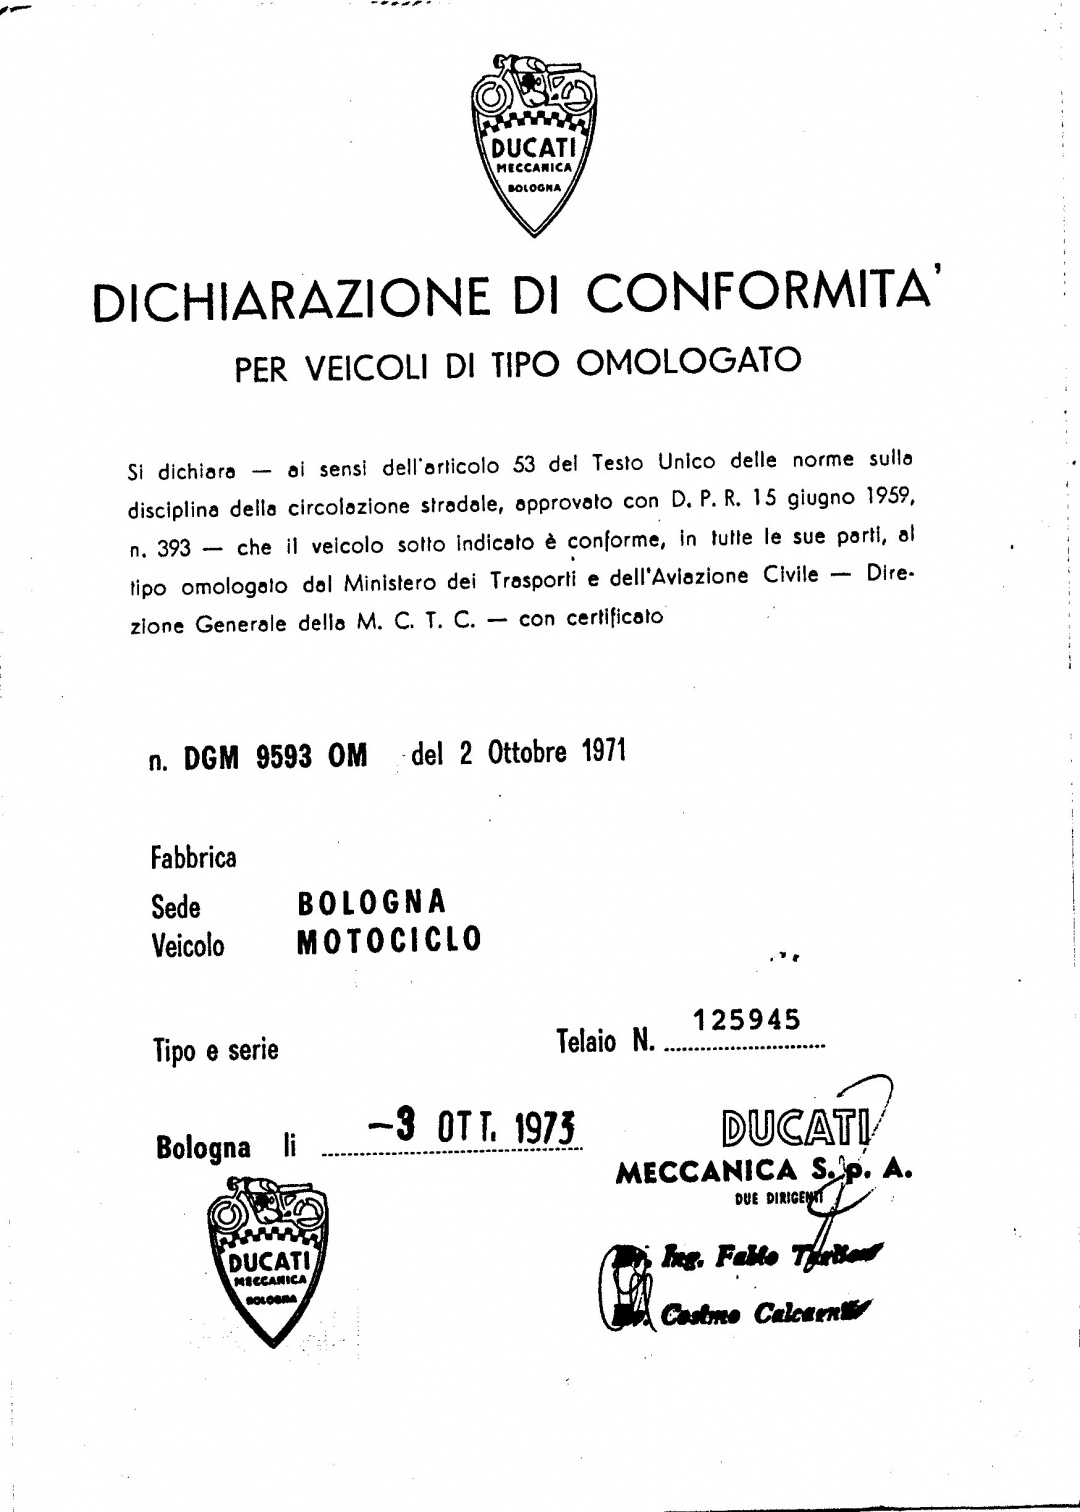 DUCATI
MECCANICA
BOLOGNA
DICHIARAZIONE DI CONFORMITA'
PER VEICOLI DI TIPO OMOLOGATO
Si dichiara — ai sensi dell'articolo 53 del Testo Unico delle norme sulla
disciplina della circolazione stradale, approvato con D. P. R. 15 giugno 1959,
n. 393 — che il veicolo sotto indicato è conforme, in tutte le sue parti, al
tipo omologato dal Ministero dei Trasporti e dell'Aviazione Civile — Dire-
zione Generale della M. C. T. C. — con certificato
n. DGM 9593 OM del 2 Ottobre 1971
Fabbrica
Sede BOLOGNA
Veicolo MOTOCICLO
Tipo e serie Telaio N. 125945
Bologna li -3 OTT. 1973
DUCATI
MECCANICA S.p.A.
DUE DIRIGENTI
Ing. Fabio
Cosimo
DUCATI
MECCANICA
BOLOGNA